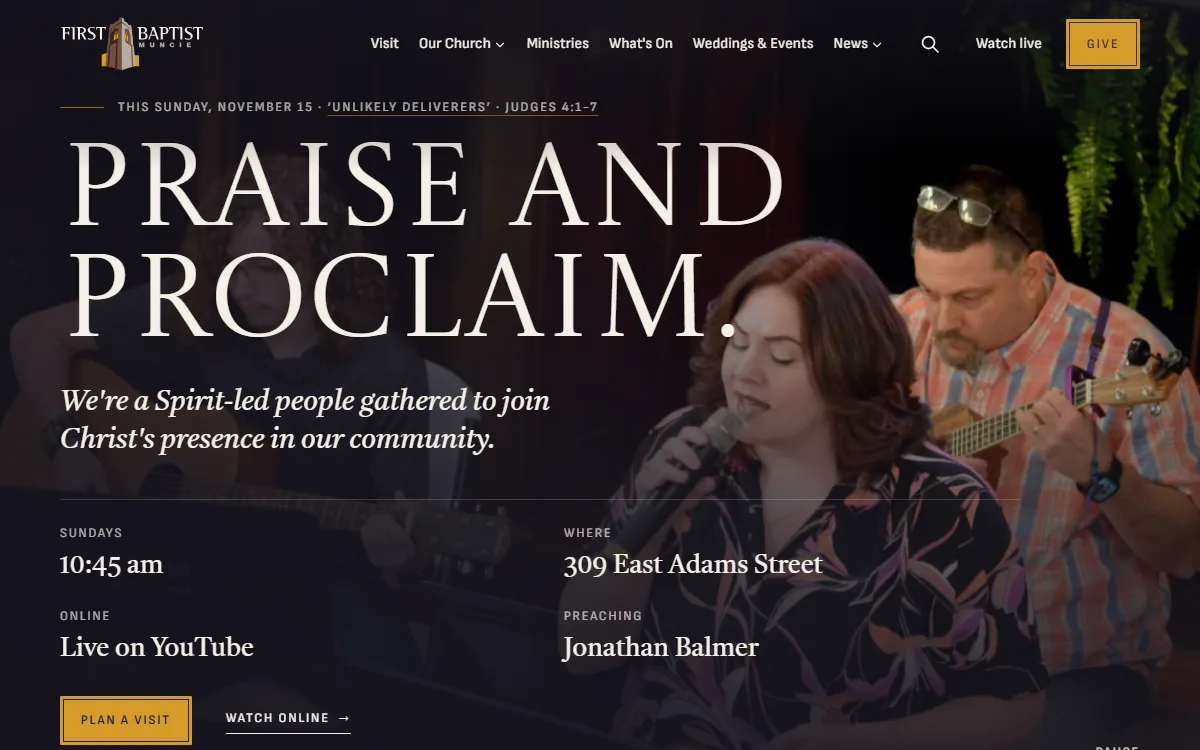 FIRST BAPTIST
MUNCIE
Visit Our Church Ministries What's On Weddings & Events News Watch live GIVE
THIS SUNDAY, NOVEMBER 15 · ‘UNLIKELY DELIVERERS’ · JUDGES 4:1–7
PRAISE AND
PROCLAIM.
We're a Spirit-led people gathered to join
Christ's presence in our community.
SUNDAYS
10:45 am
WHERE
309 East Adams Street
ONLINE
Live on YouTube
PREACHING
Jonathan Balmer
PLAN A VISIT
WATCH ONLINE →